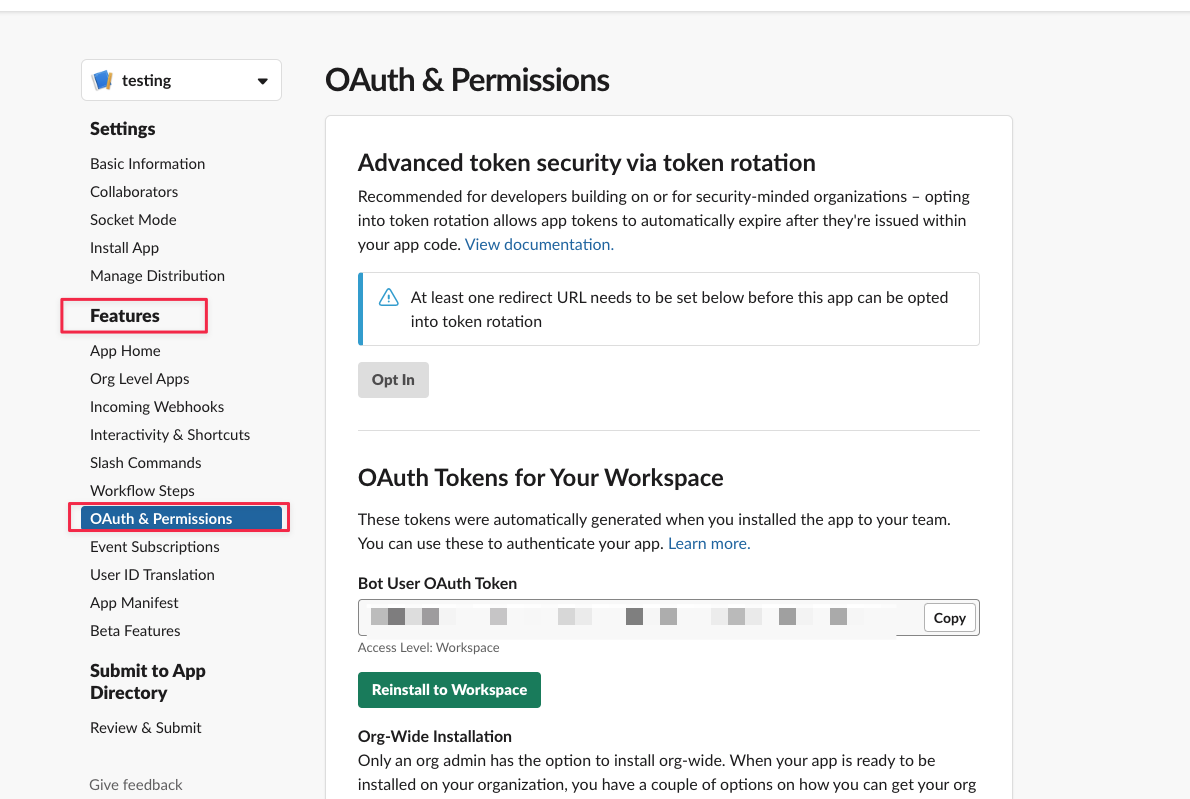 testing
Settings
Basic Information
Collaborators
Socket Mode
Install App
Manage Distribution
Features
App Home
Org Level Apps
Incoming Webhooks
Interactivity & Shortcuts
Slash Commands
Workflow Steps
OAuth & Permissions
Event Subscriptions
User ID Translation
App Manifest
Beta Features
Submit to App
Directory
Review & Submit
Give feedback
OAuth & Permissions
Advanced token security via token rotation
Recommended for developers building on or for security-minded organizations – opting
into token rotation allows app tokens to automatically expire after they're issued within
your app code. View documentation.
At least one redirect URL needs to be set below before this app can be opted
into token rotation
Opt In
OAuth Tokens for Your Workspace
These tokens were automatically generated when you installed the app to your team.
You can use these to authenticate your app. Learn more.
Bot User OAuth Token
Copy
Access Level: Workspace
Reinstall to Workspace
Org-Wide Installation
Only an org admin has the option to install org-wide. When your app is ready to be
installed on your organization, you have a couple of options on how you can get your org